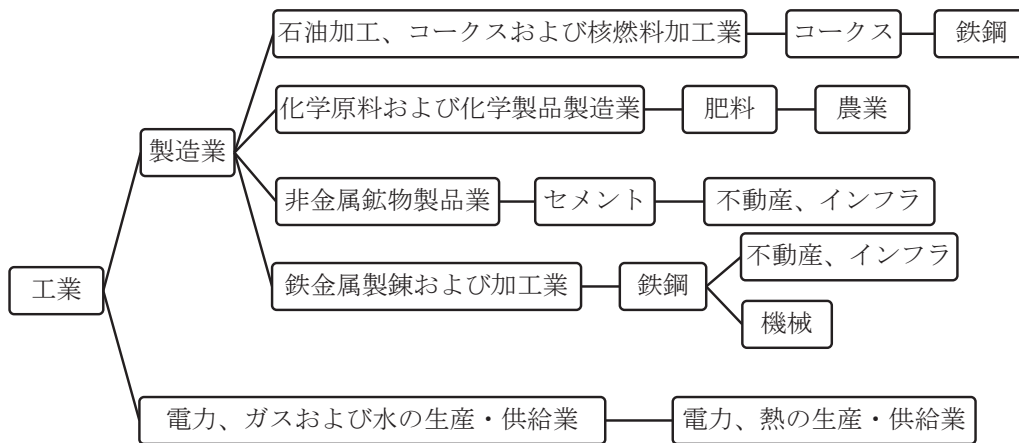 石油加工、コークスおよび核燃料加工業
コークス
鉄鋼
化学原料および化学製品製造業
肥料
農業
製造業
非金属鉱物製品業
セメント
不動産、インフラ
不動産、インフラ
工業
鉄金属製錬および加工業
鉄鋼
機械
電力、ガスおよび水の生産・供給業
電力、熱の生産・供給業